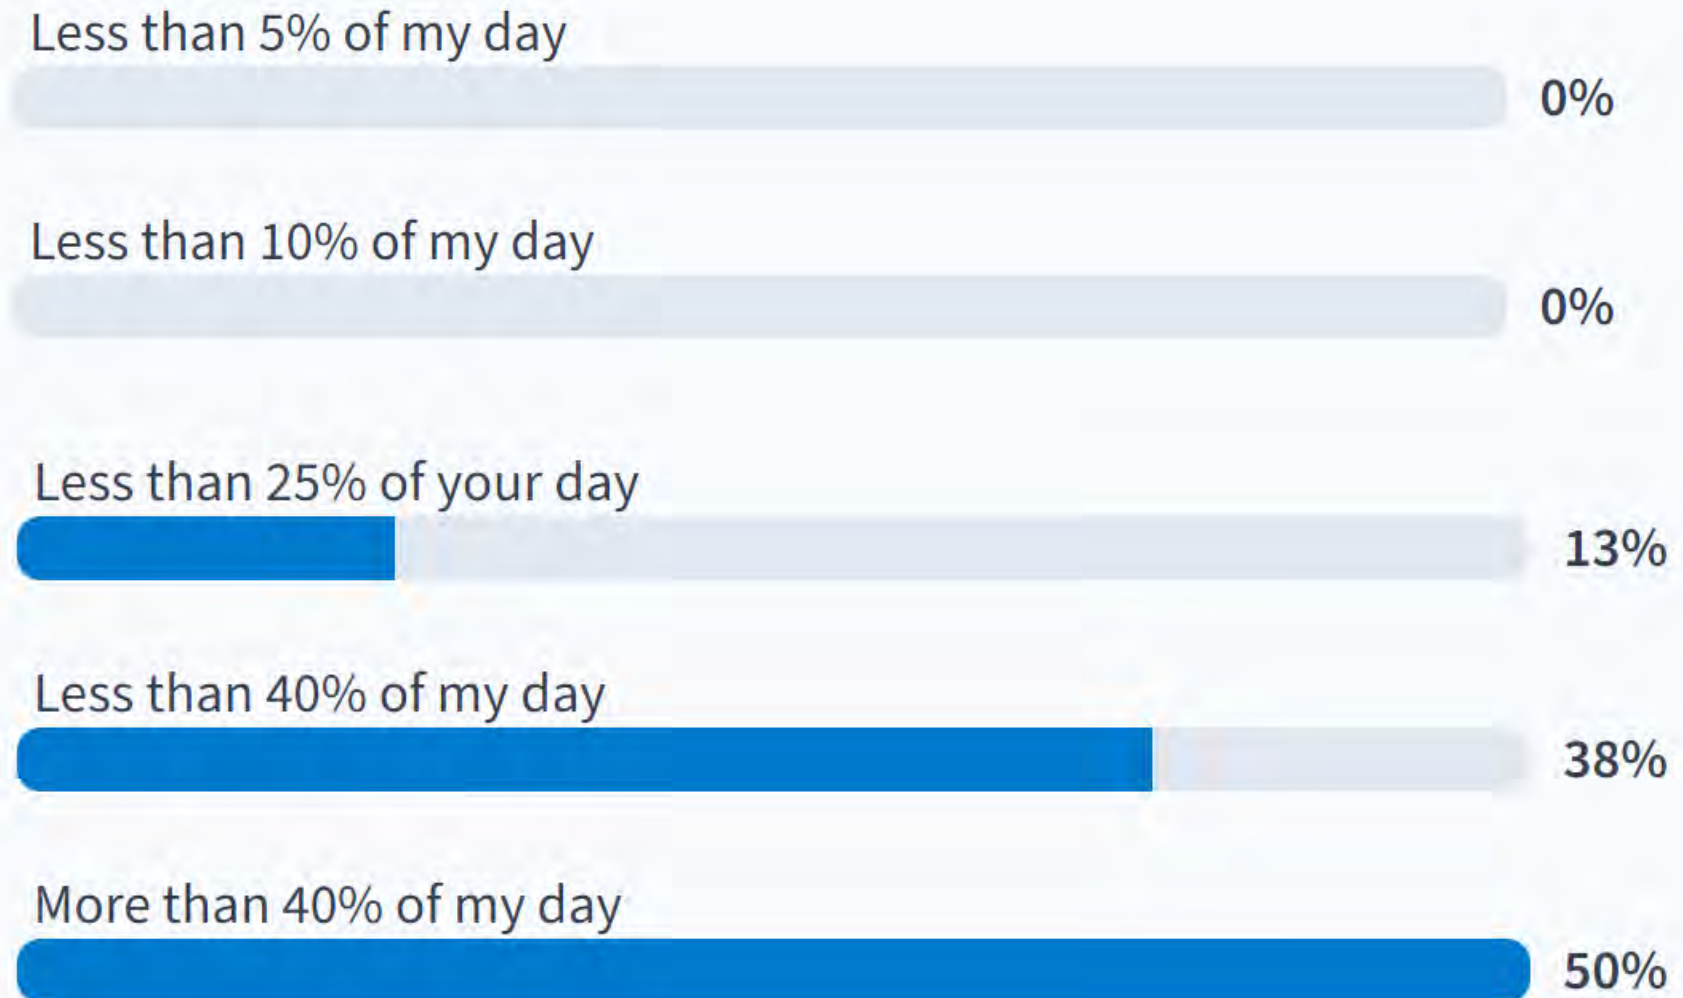 Less than 5% of my day
0%
Less than 10% of my day
0%
Less than 25% of your day
13%
Less than 40% of my day
38%
More than 40% of my day
50%